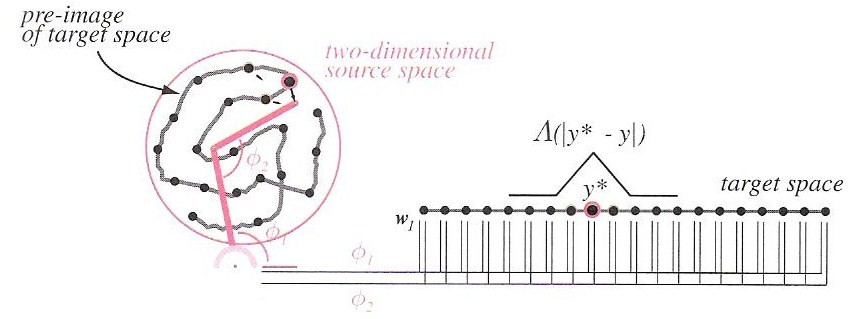 pre-image
of target space
two-dimensional
source space
ϕ2
ϕ1
Λ(|y* - y|)
y*
target space
w1
ϕ1
ϕ2